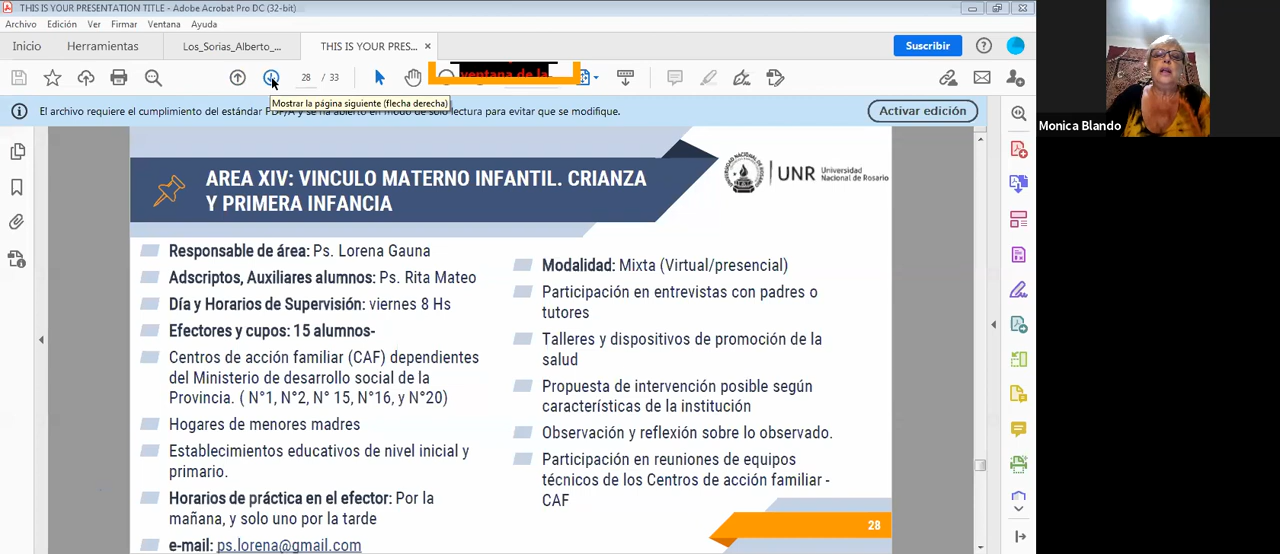 THIS IS YOUR PRESENTATION TITLE - Adobe Acrobat Pro DC (32-bit)
Archivo Edición Ver Firmar Ventana Ayuda
Inicio Herramientas Los_Sorias_Alberto_... THIS IS YOUR PRES... × Suscribir
28 / 33
ventana de la
Mostrar la página siguiente (flecha derecha)
El archivo requiere el cumplimiento del estándar PDF/A y se ha abierto en modo de solo lectura para evitar que se modifique. Activar edición
Monica Blando
AREA XIV: VINCULO MATERNO INFANTIL. CRIANZA
Y PRIMERA INFANCIA
UNR Universidad
Nacional de Rosario
Responsable de área: Ps. Lorena Gauna
Adscriptos, Auxiliares alumnos: Ps. Rita Mateo
Día y Horarios de Supervisión: viernes 8 Hs
Efectores y cupos: 15 alumnos-
Centros de acción familiar (CAF) dependientes
del Ministerio de desarrollo social de la
Provincia. ( N°1, N°2, N° 15, N°16, y N°20)
Hogares de menores madres
Establecimientos educativos de nivel inicial y
primario.
Horarios de práctica en el efector: Por la
mañana, y solo uno por la tarde
e-mail: ps.lorena@gmail.com
Modalidad: Mixta (Virtual/presencial)
Participación en entrevistas con padres o
tutores
Talleres y dispositivos de promoción de la
salud
Propuesta de intervención posible según
características de la institución
Observación y reflexión sobre lo observado.
Participación en reuniones de equipos
técnicos de los Centros de acción familiar -
CAF
28